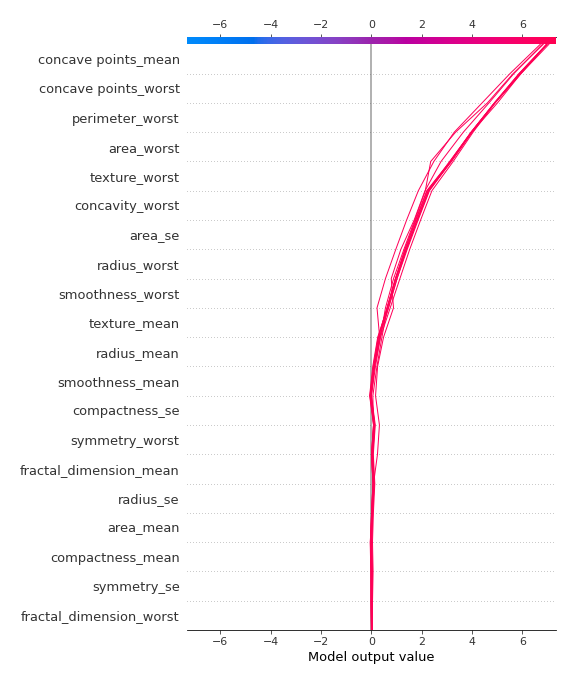 −6 −4 −2 0 2 4 6
concave points_mean
concave points_worst
perimeter_worst
area_worst
texture_worst
concavity_worst
area_se
radius_worst
smoothness_worst
texture_mean
radius_mean
smoothness_mean
compactness_se
symmetry_worst
fractal_dimension_mean
radius_se
area_mean
compactness_mean
symmetry_se
fractal_dimension_worst
−6 −4 −2 0 2 4 6
Model output value